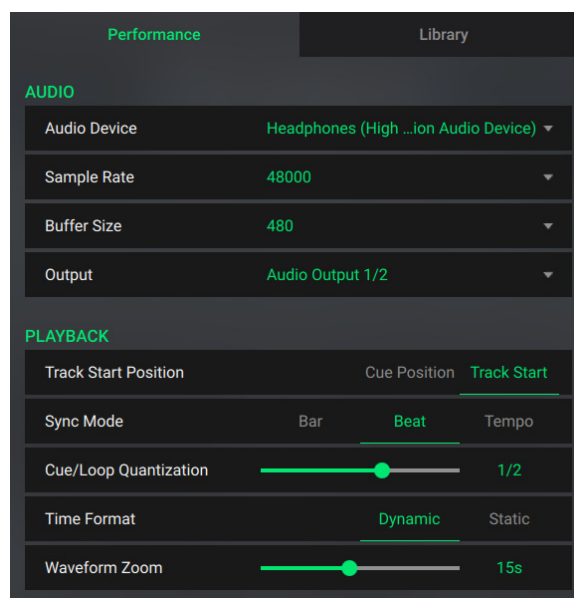 Performance Library
AUDIO
Audio Device Headphones (High ...ion Audio Device)
Sample Rate 48000
Buffer Size 480
Output Audio Output 1/2
PLAYBACK
Track Start Position Cue Position Track Start
Sync Mode Bar Beat Tempo
Cue/Loop Quantization 1/2
Time Format Dynamic Static
Waveform Zoom 15s